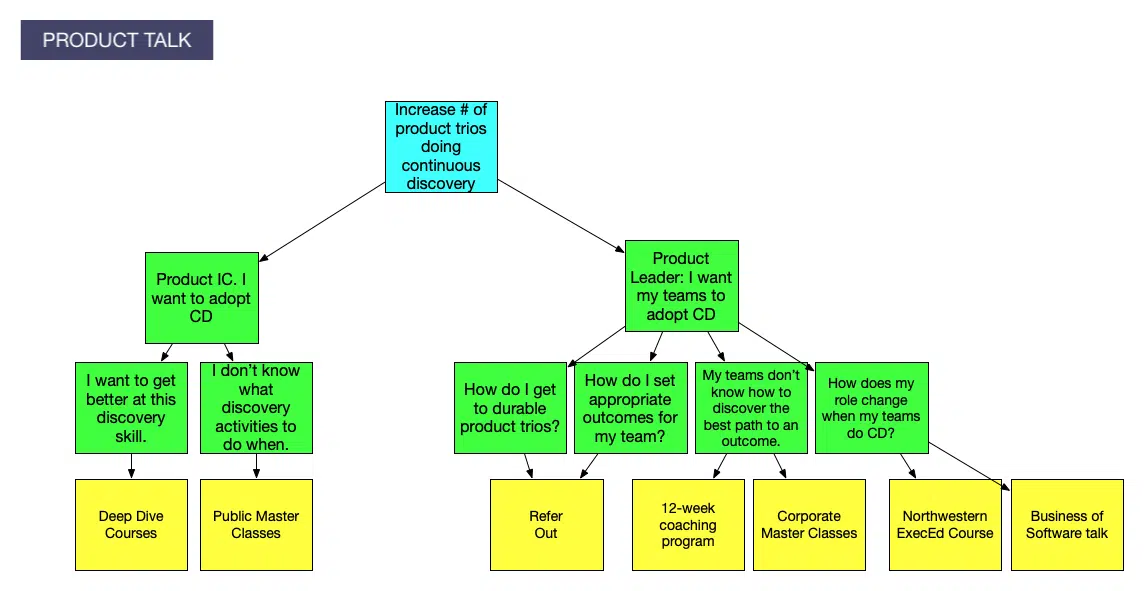 PRODUCT TALK
Increase # of
product trios
doing
continuous
discovery
Product IC. I
want to adopt
CD
Product
Leader: I want
my teams to
adopt CD
I want to get
better at this
discovery
skill.
I don’t know
what
discovery
activities to
do when.
How do I get
to durable
product trios?
How do I set
appropriate
outcomes for
my team?
My teams don’t
know how to
discover the
best path to an
outcome.
How does my
role change
when my teams
do CD?
Deep Dive
Courses
Public Master
Classes
Refer
Out
12-week
coaching
program
Corporate
Master Classes
Northwestern
ExecEd Course
Business of
Software talk